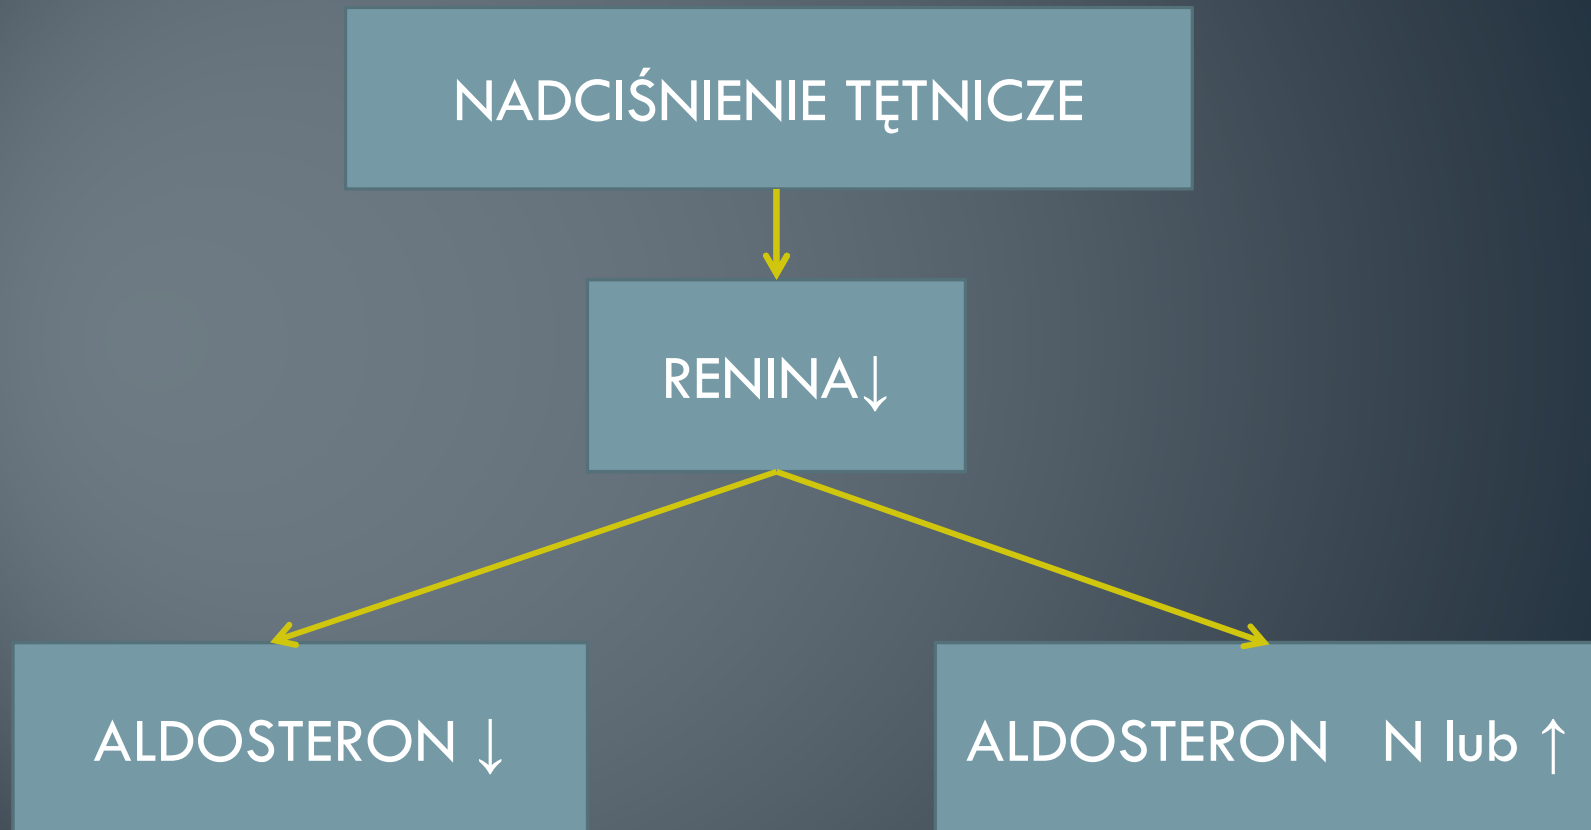 NADCIŚNIENIE TĘTNICZE
RENINA↓
ALDOSTERON ↓
ALDOSTERON N lub ↑